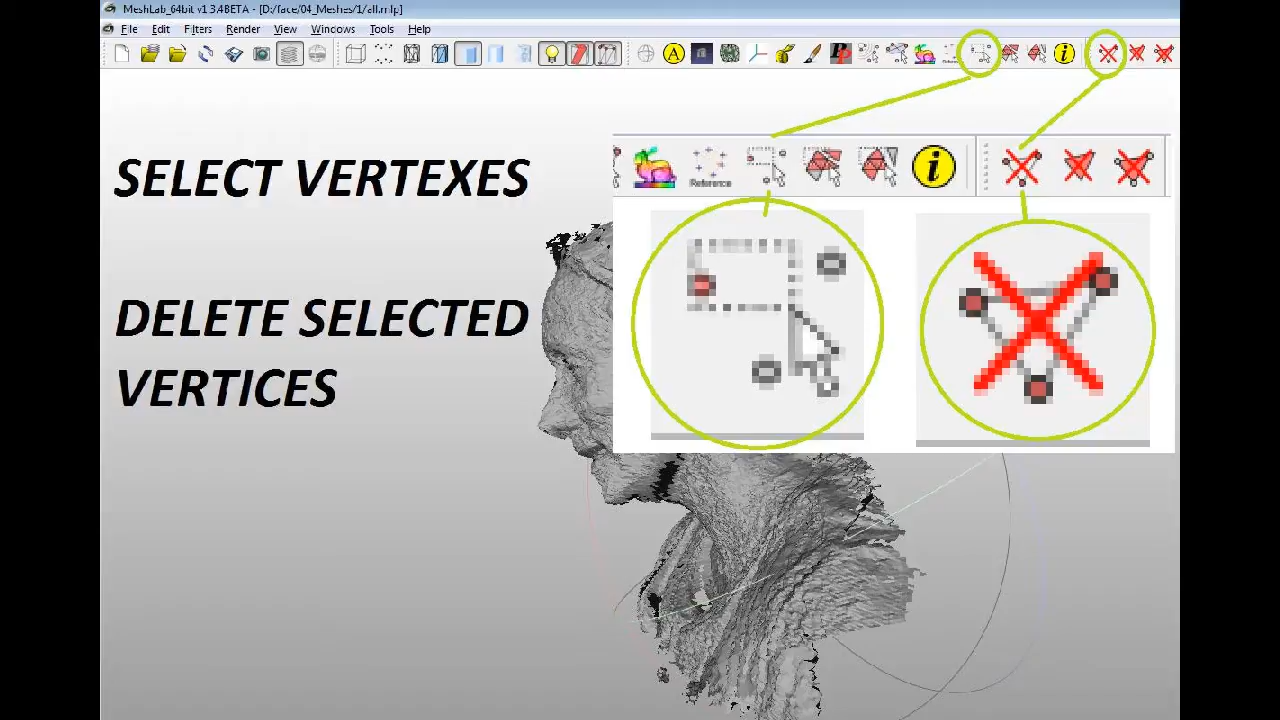 MeshLab_64bit v1.3.4BETA - [D:/face/04_Meshes/1/all.mlp]
File Edit Filters Render View Windows Tools Help
A
i
Reference
i
SELECT VERTEXES
DELETE SELECTED
VERTICES